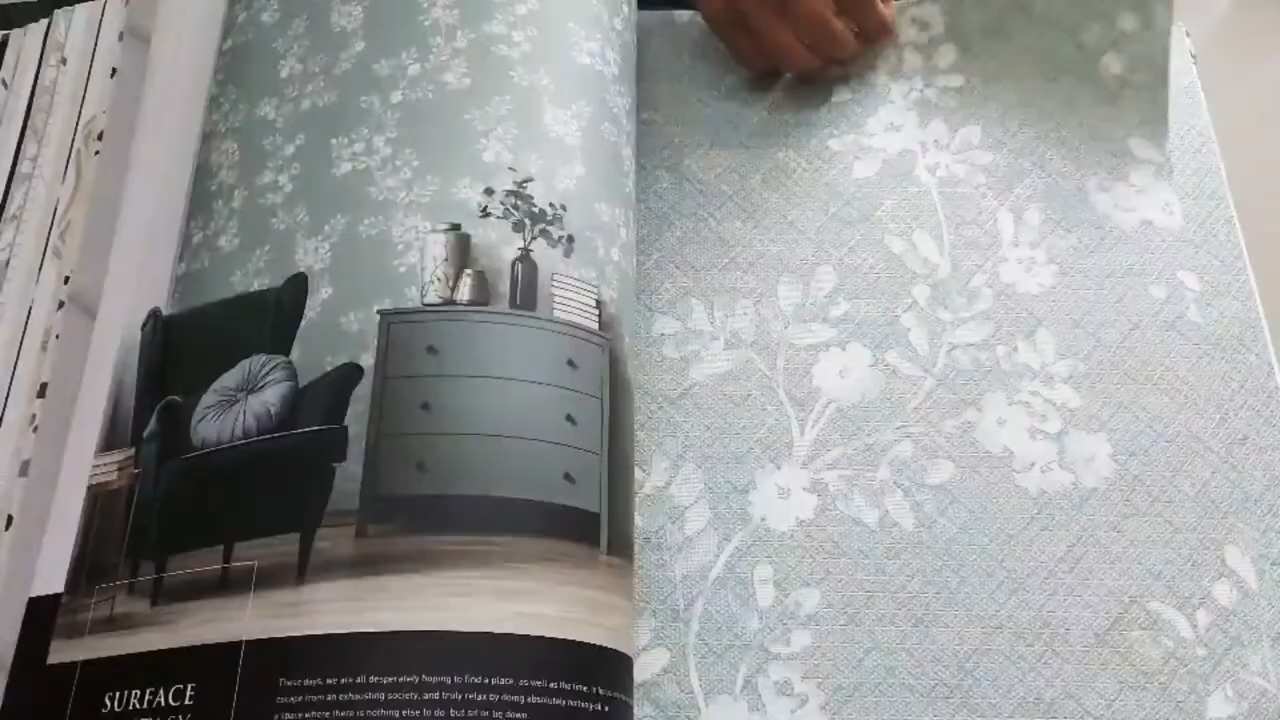 SURFACE
These days, we are all desperately hoping to find a place, as well as the time, to
escape from an exhausting society, and truly relax by doing absolutely nothing at
a space where there is nothing else to do, but sit or lie down.